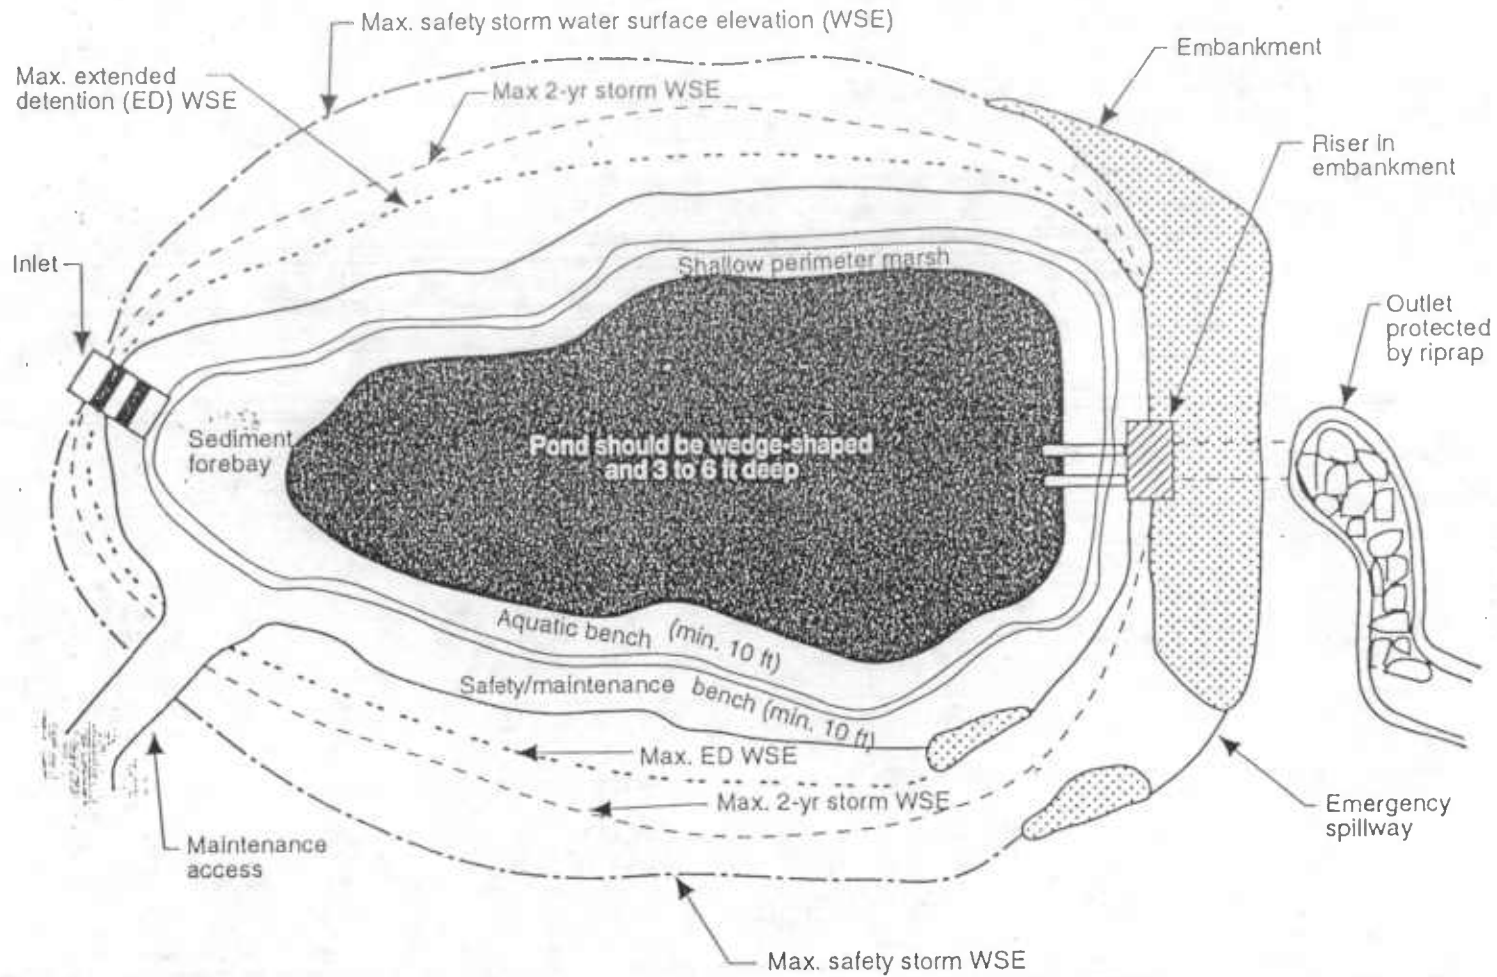 Max. safety storm water surface elevation (WSE)
Embankment
Max. extended
detention (ED) WSE
Max 2-yr storm WSE
Riser in
embankment
Inlet
Shallow perimeter marsh
Outlet
protected
by riprap
Sediment
forebay
Pond should be wedge-shaped
and 3 to 6 ft deep
Aquatic bench (min. 10 ft)
Safety/maintenance bench (min. 10 ft)
Max. ED WSE
Max. 2-yr storm WSE
Emergency
spillway
Maintenance
access
Max. safety storm WSE